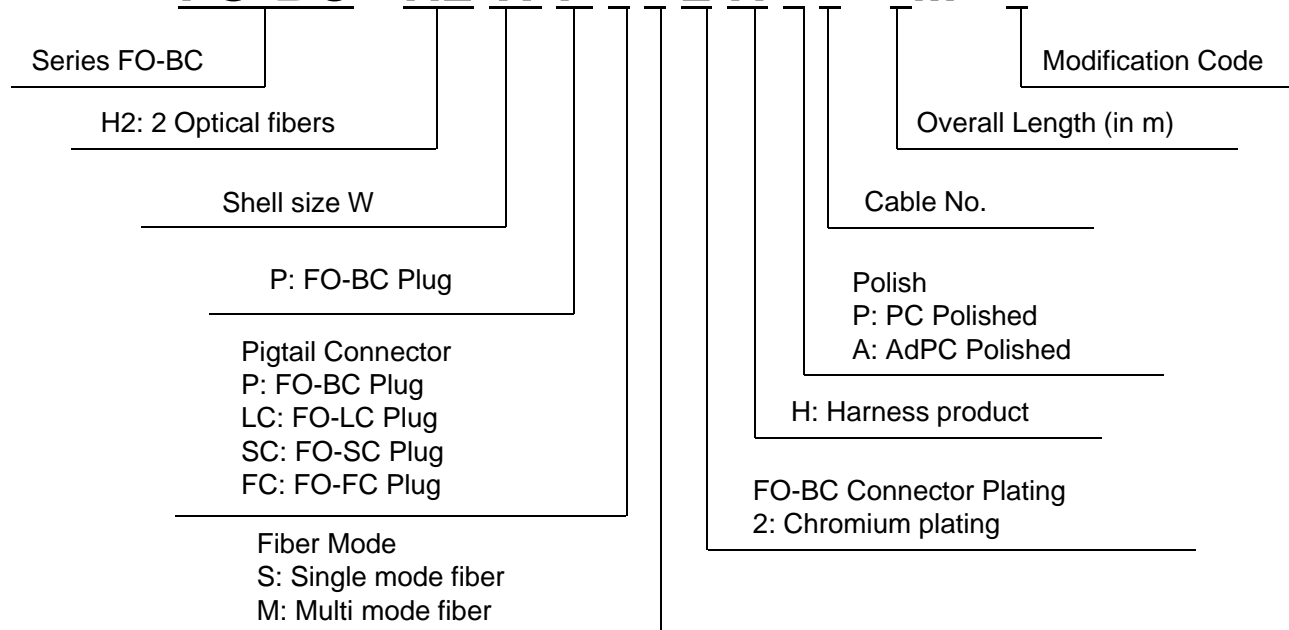 Series FO-BC
Modification Code
H2: 2 Optical fibers
Overall Length (in m)
Shell size W
Cable No.
P: FO-BC Plug
Polish
P: PC Polished
A: AdPC Polished
Pigtail Connector
P: FO-BC Plug
LC: FO-LC Plug
SC: FO-SC Plug
FC: FO-FC Plug
H: Harness product
FO-BC Connector Plating
2: Chromium plating
Fiber Mode
S: Single mode fiber
M: Multi mode fiber